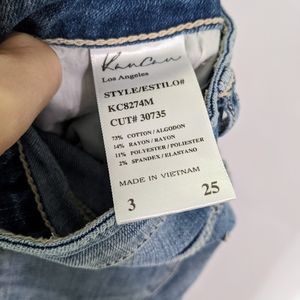 KanCan
Los Angeles
STYLE/ESTILO#
KC8274M
CUT# 30735
73% COTTON/ALGODON
14% RAYON/RAYON
11% POLYESTER/POLIESTER
2% SPANDEX/ELASTANO
MADE IN VIETNAM
3 25